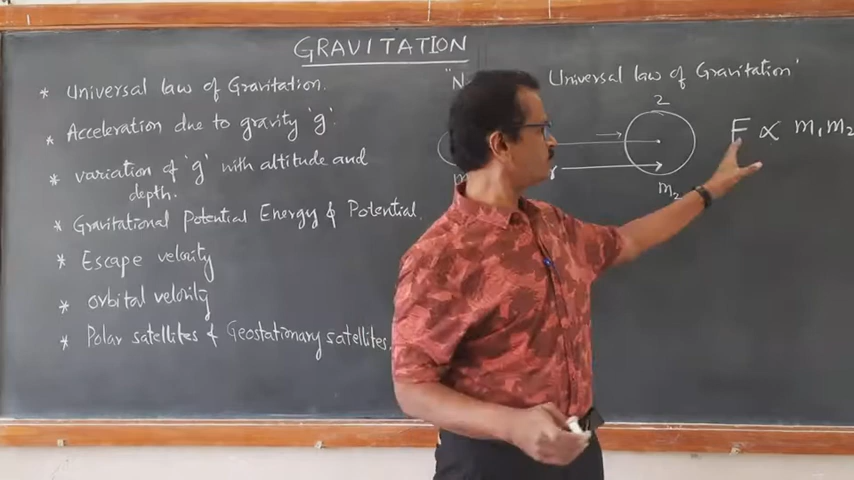 GRAVITATION
* Universal law of Gravitation.
* Acceleration due to gravity 'g'.
* variation of 'g' with altitude and
depth.
* Gravitational Potential Energy & Potential.
* Escape velocity
* orbital velocity
* Polar satellites & Geostationary satellites.
"N
Universal law of Gravitation"
2
m₂
r
m
F ∝ m₁m₂